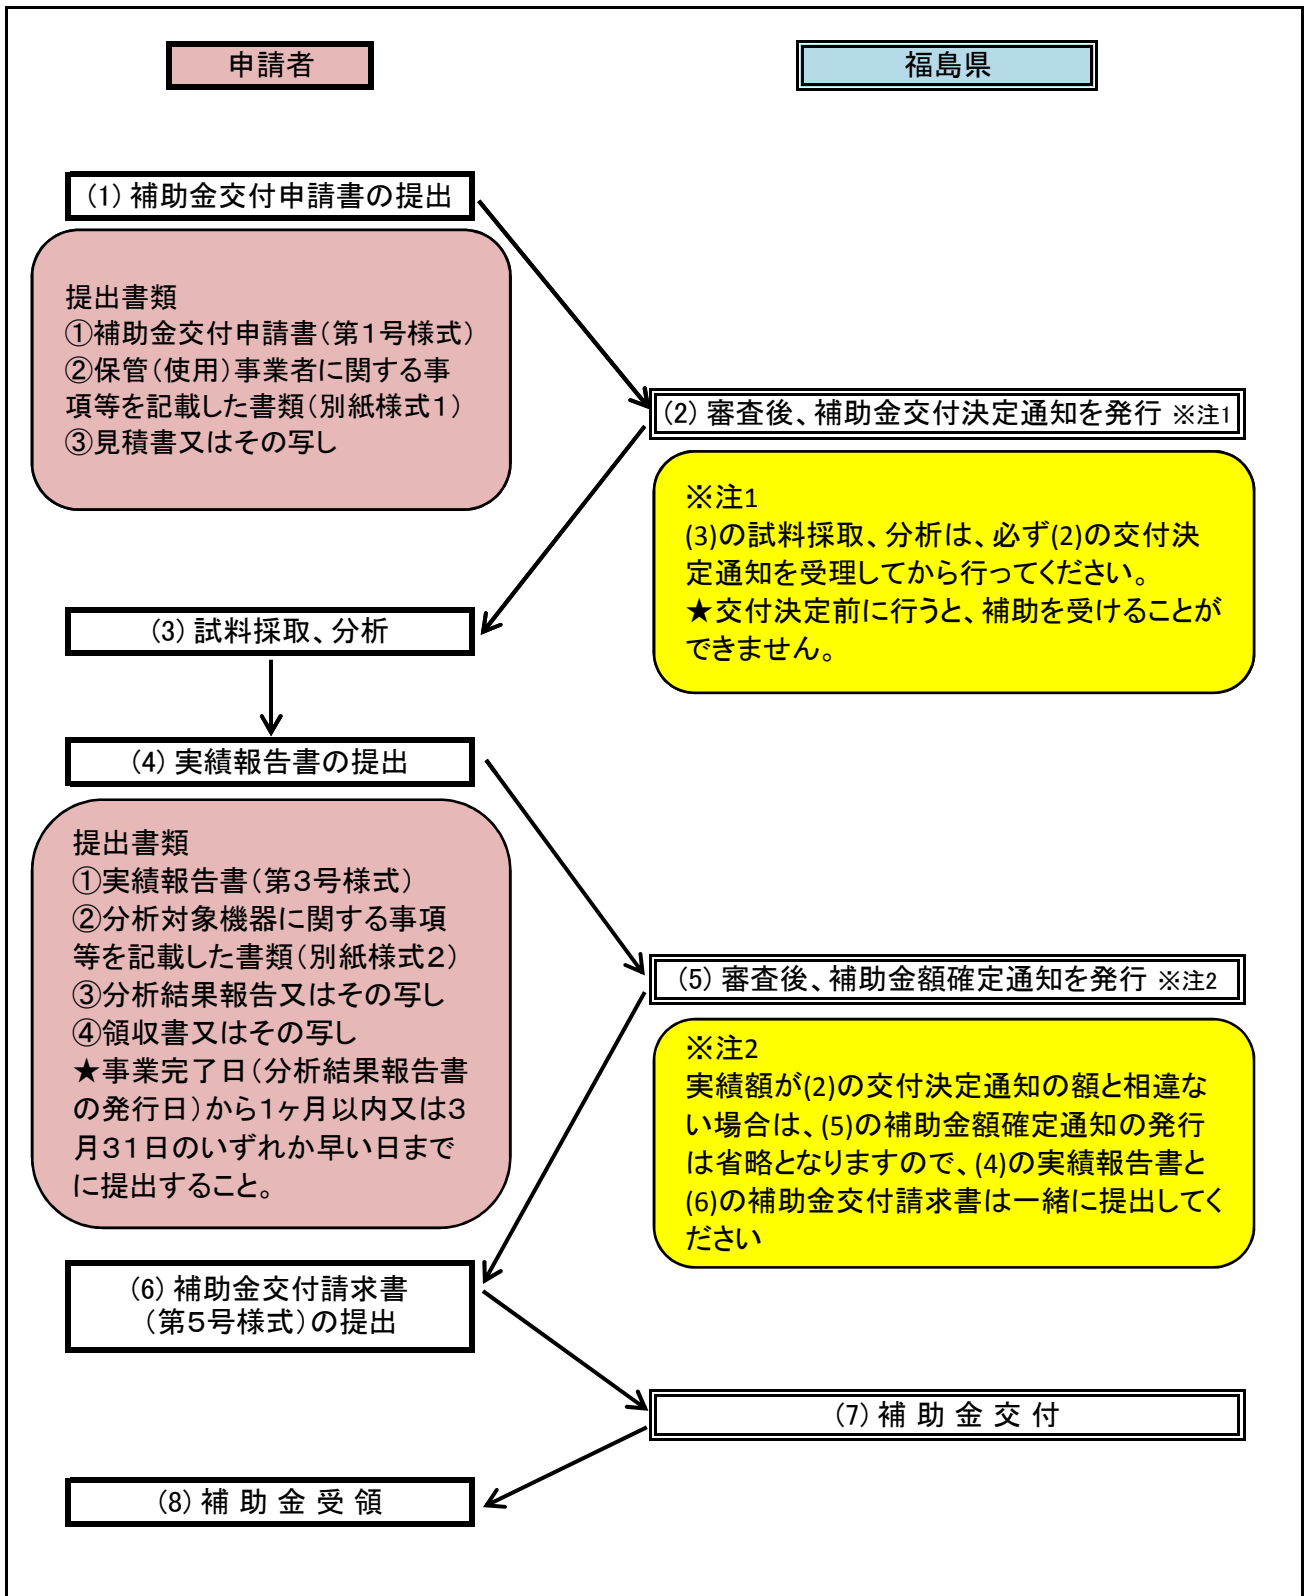 申請者
福島県
(1) 補助金交付申請書の提出
提出書類
①補助金交付申請書(第1号様式)
②保管(使用)事業者に関する事
項等を記載した書類(別紙様式1)
③見積書又はその写し
(2) 審査後、補助金交付決定通知を発行 ※注1
※注1
(3)の試料採取、分析は、必ず(2)の交付決
定通知を受理してから行ってください。
★交付決定前に行うと、補助を受けることが
できません。
(3) 試料採取、分析
(4) 実績報告書の提出
提出書類
①実績報告書(第3号様式)
②分析対象機器に関する事項
等を記載した書類(別紙様式2)
③分析結果報告又はその写し
④領収書又はその写し
★事業完了日(分析結果報告書
の発行日)から1ヶ月以内又は3
月31日のいずれか早い日まで
に提出すること。
(5) 審査後、補助金額確定通知を発行 ※注2
※注2
実績額が(2)の交付決定通知の額と相違な
い場合は、(5)の補助金額確定通知の発行
は省略となりますので、(4)の実績報告書と
(6)の補助金交付請求書は一緒に提出してく
ださい
(6) 補助金交付請求書
(第5号様式)の提出
(7) 補 助 金 交 付
(8) 補 助 金 受 領